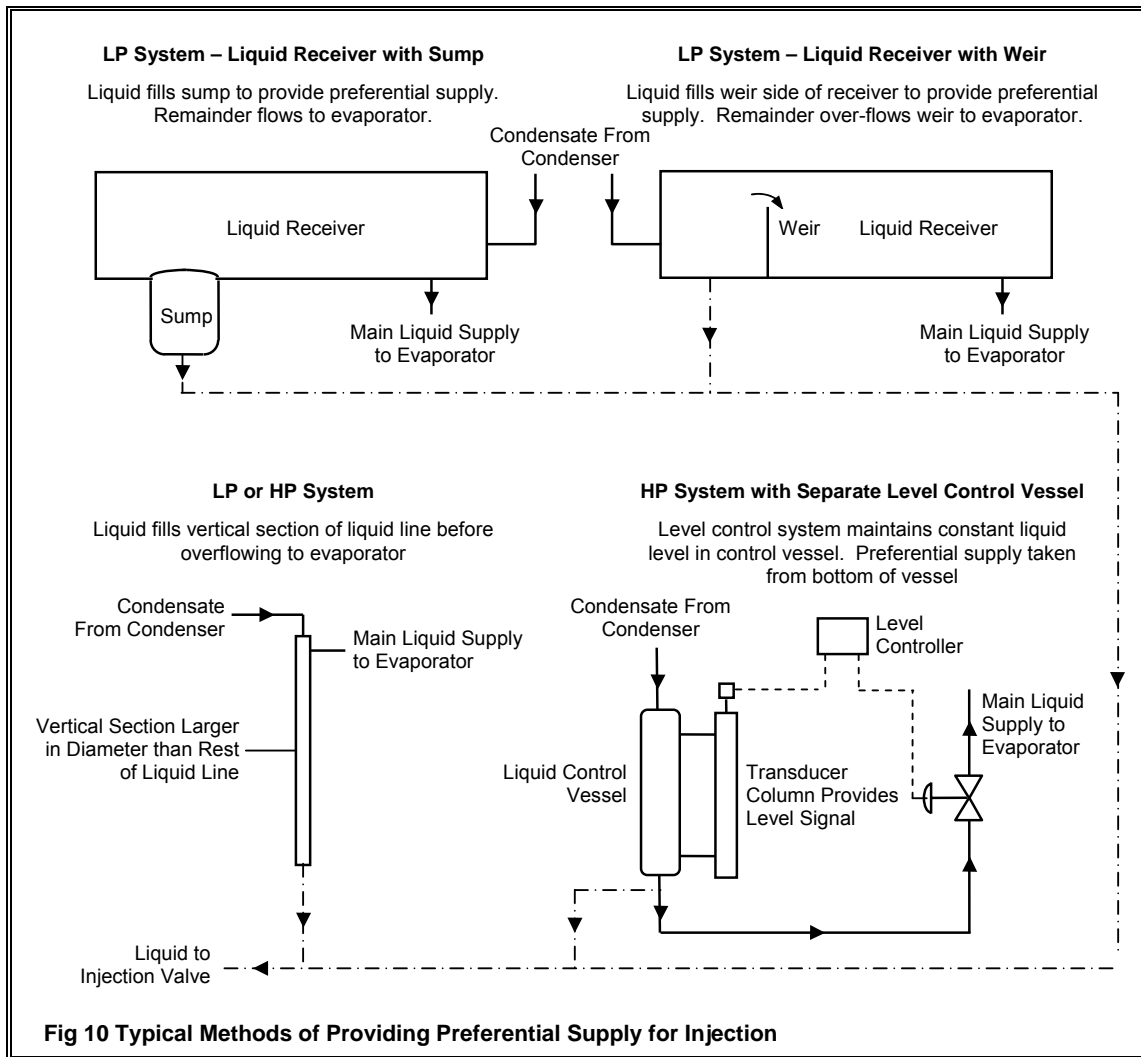 LP System – Liquid Receiver with Sump
Liquid fills sump to provide preferential supply.
Remainder flows to evaporator.
LP System – Liquid Receiver with Weir
Liquid fills weir side of receiver to provide preferential
supply. Remainder over-flows weir to evaporator.
Condensate From
Condenser
Liquid Receiver
Weir
Liquid Receiver
Sump
Main Liquid Supply
to Evaporator
Main Liquid Supply
to Evaporator
LP or HP System
Liquid fills vertical section of liquid line before
overflowing to evaporator
HP System with Separate Level Control Vessel
Level control system maintains constant liquid
level in control vessel. Preferential supply taken
from bottom of vessel
Condensate
From Condenser
Main Liquid Supply
to Evaporator
Vertical Section Larger
in Diameter than Rest
of Liquid Line
Condensate From
Condenser
Level
Controller
Main Liquid
Supply to
Evaporator
Liquid Control
Vessel
Transducer
Column Provides
Level Signal
Liquid to
Injection Valve
Fig 10 Typical Methods of Providing Preferential Supply for Injection